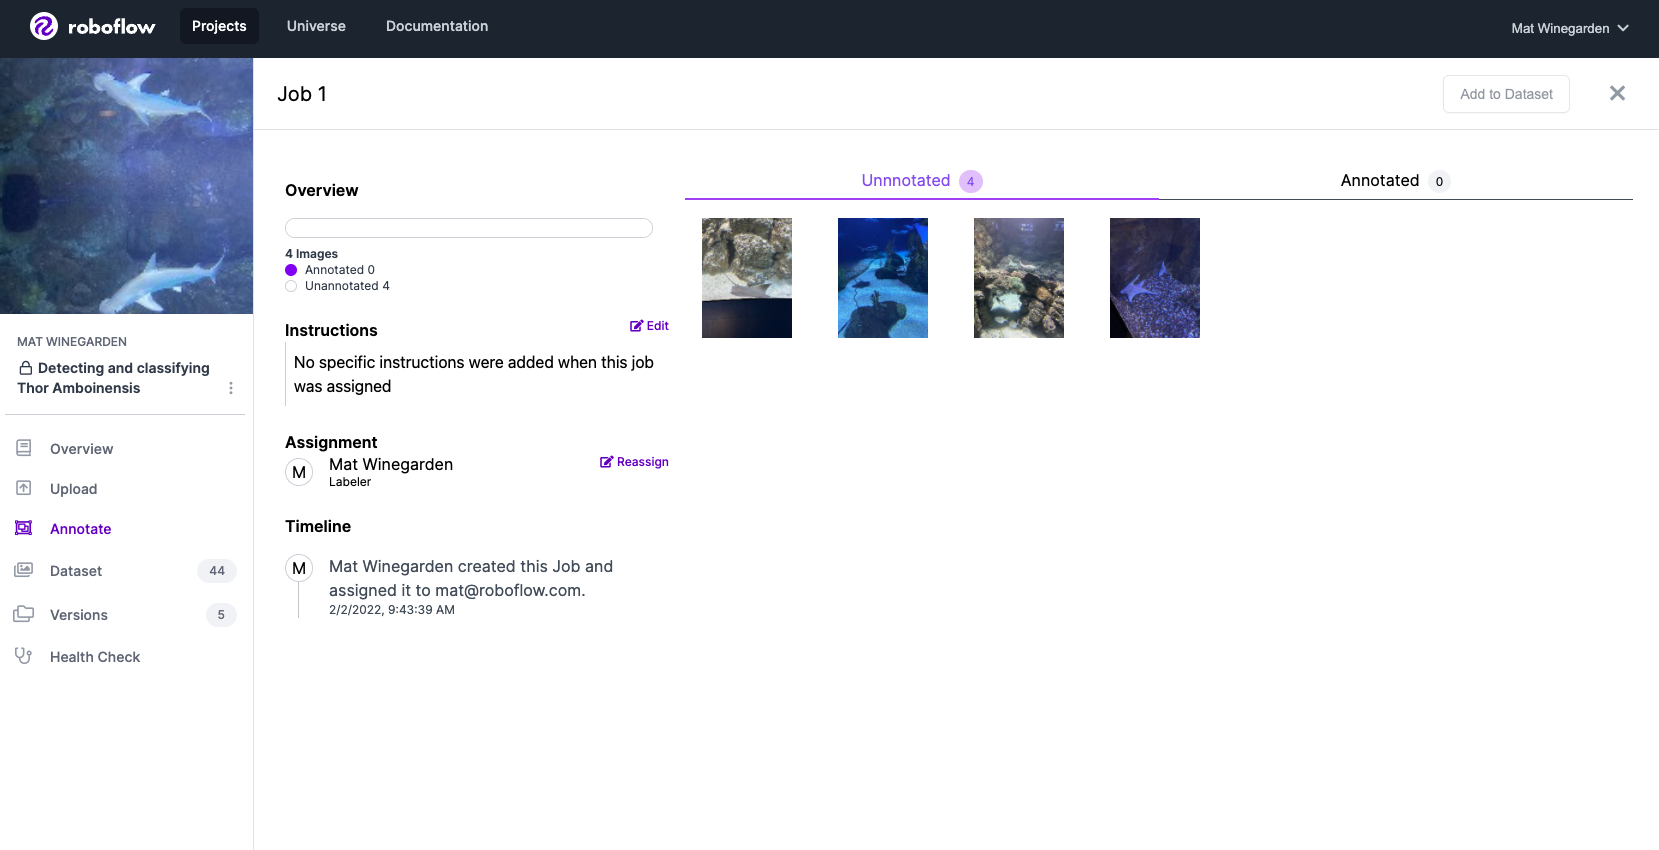 roboflow
Projects
Universe
Documentation
Mat Winegarden
Job 1
Add to Dataset
MAT WINEGARDEN
Detecting and classifying
Thor Amboinensis
Overview
Upload
Annotate
Dataset 44
Versions 5
Health Check
Overview
4 Images
Annotated 0
Unannotated 4
Instructions
Edit
No specific instructions were added when this job
was assigned
Assignment
M
Mat Winegarden
Labeler
Reassign
Timeline
M
Mat Winegarden created this Job and
assigned it to mat@roboflow.com.
2/2/2022, 9:43:39 AM
Unnnotated 4
Annotated 0